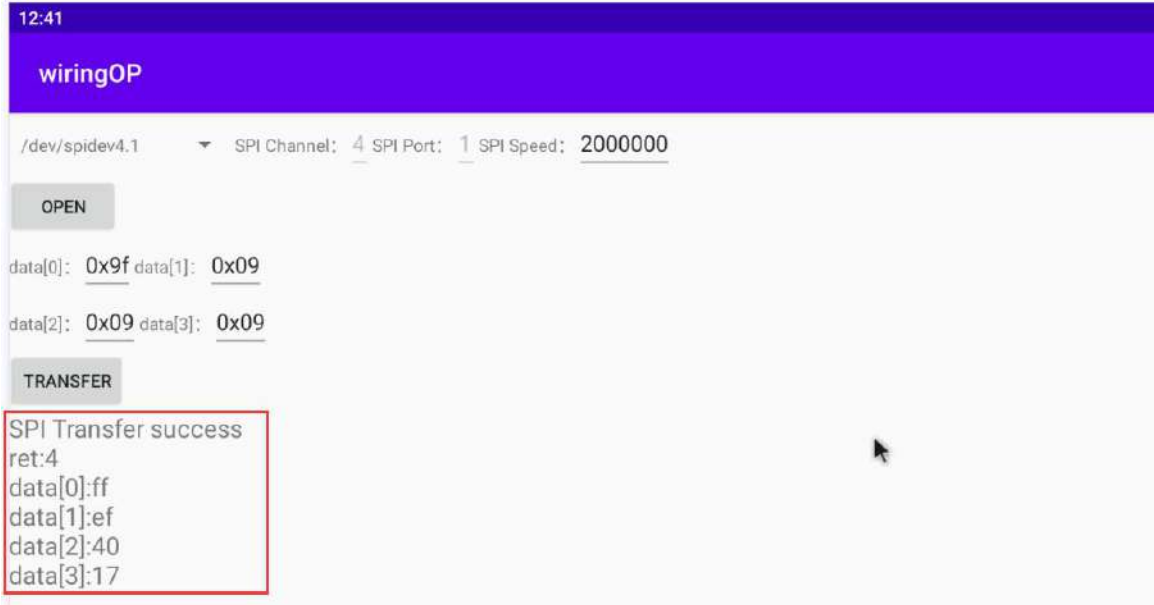 12:41
wiringOP
/dev/spidev4.1 SPI Channel: 4 SPI Port: 1 SPI Speed: 2000000
OPEN
data[0]: 0x9f data[1]: 0x09
data[2]: 0x09 data[3]: 0x09
TRANSFER
SPI Transfer success
ret:4
data[0]:ff
data[1]:ef
data[2]:40
data[3]:17